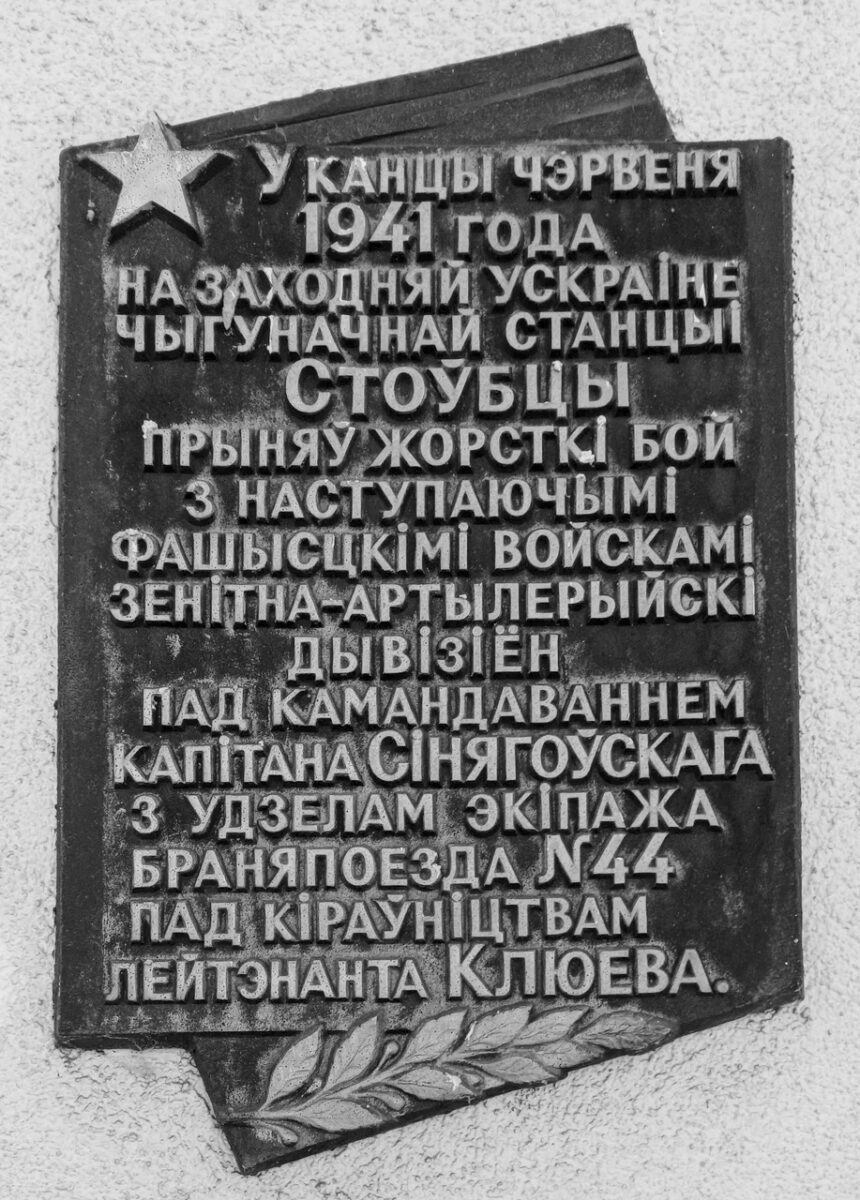 У КАНЦЫ ЧЭРВЕНЯ
1941 ГОДА
НА ЗАХОДНЯЙ УСКРАІНЕ
ЧЫГУНАЧНАЙ СТАНЦЫІ
СТОЎБЦЫ
ПРЫНЯЎ ЖОРСТКІ БОЙ
З НАСТУПАЮЧЫМІ
ФАШЫСЦКІМІ ВОЙСКАМІ
ЗЕНІТНА-АРТЫЛЕРЫЙСКІ
ДЫВІЗІЁН
ПАД КАМАНДАВАННЕМ
КАПІТАНА СІНЯГОЎСКАГА
З УДЗЕЛАМ ЭКІПАЖА
БРАНЯПОЕЗДА N44
ПАД КІРАЎНІЦТВАМ
ЛЕЙТЭНАНТА КЛЮЕВА.